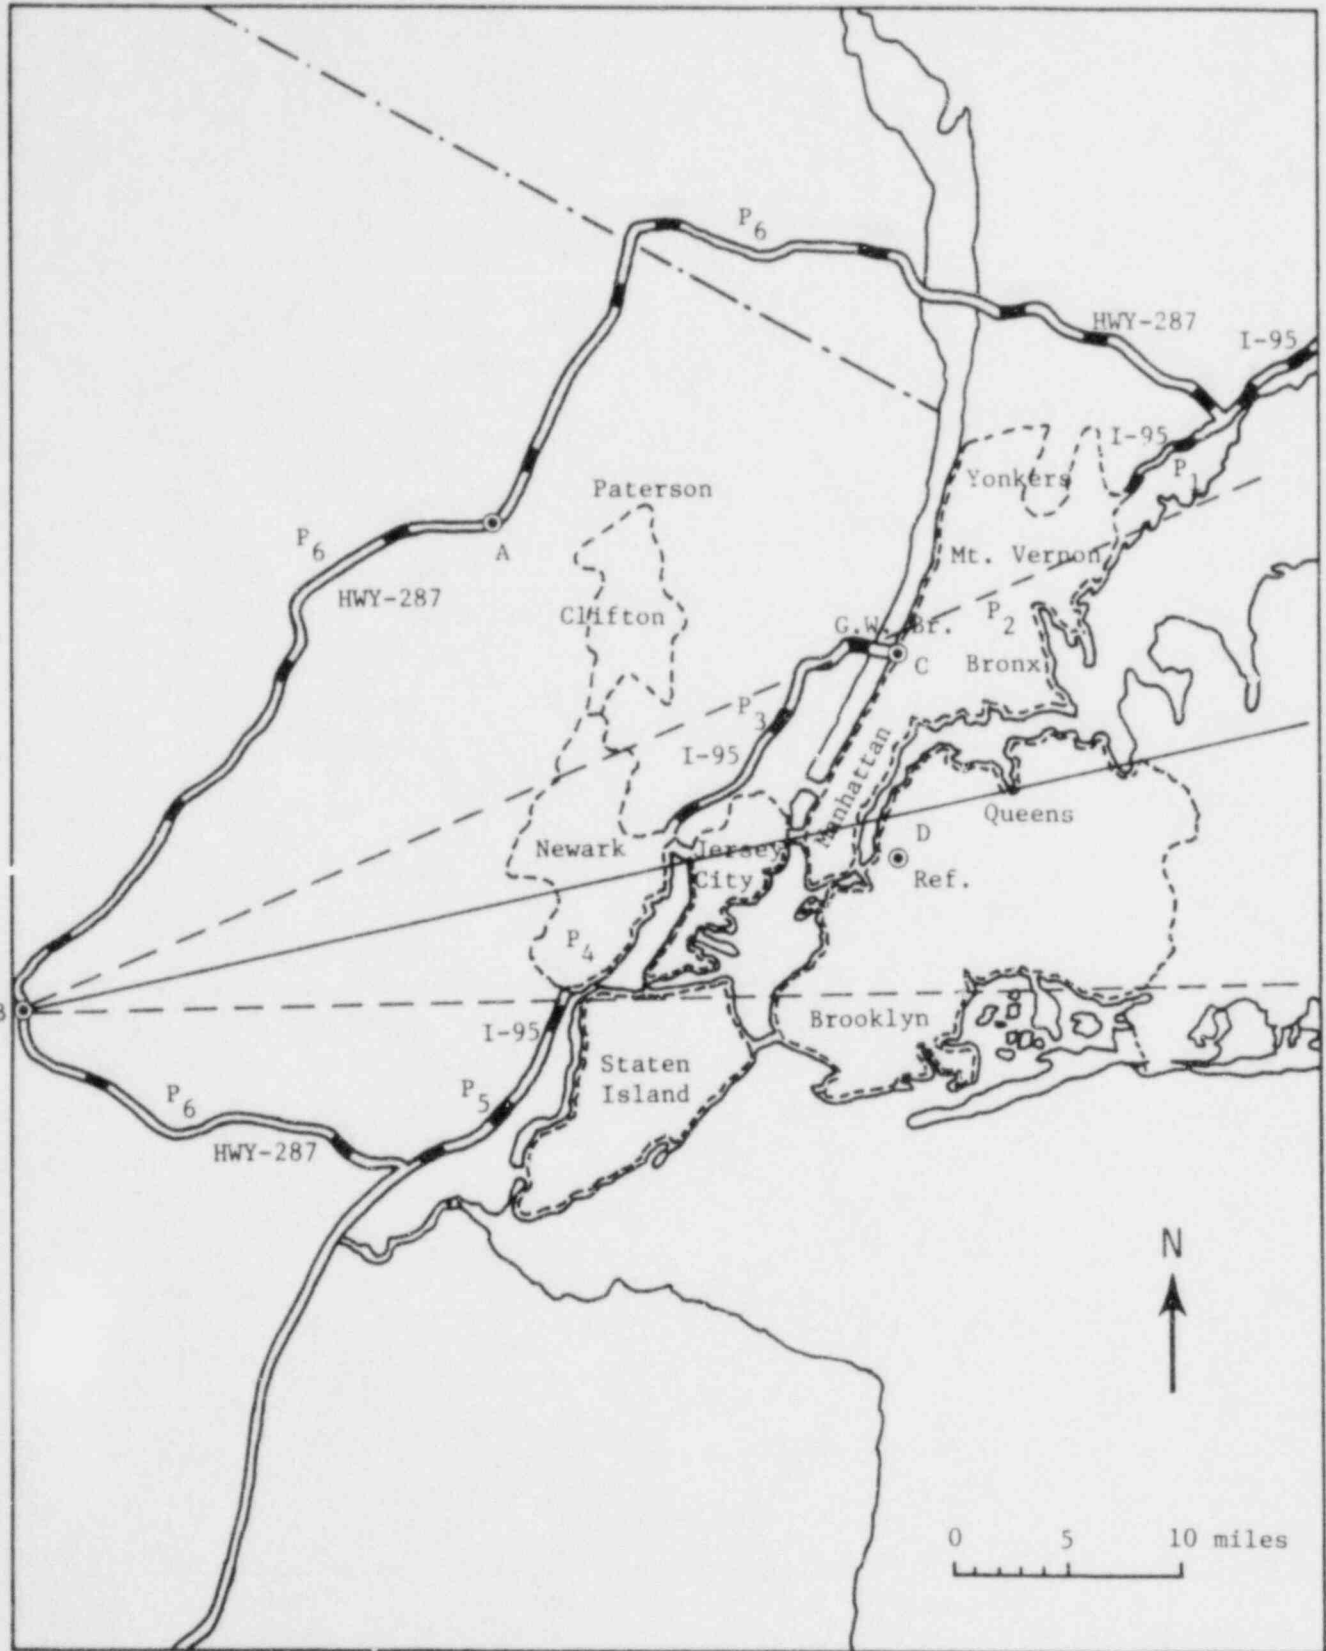 P6
HWY-287
I-95
I-95
P1
Yonkers
Paterson
P6
A
HWY-287
Mt. Vernon
Clifton
G.W. Br.
P2
C
Bronx
P3
I-95
Manhattan
Queens
D
Newark
Jersey
City
Ref.
P4
B
Brooklyn
I-95
Staten
Island
P6
P5
HWY-287
N
0 5 10 miles